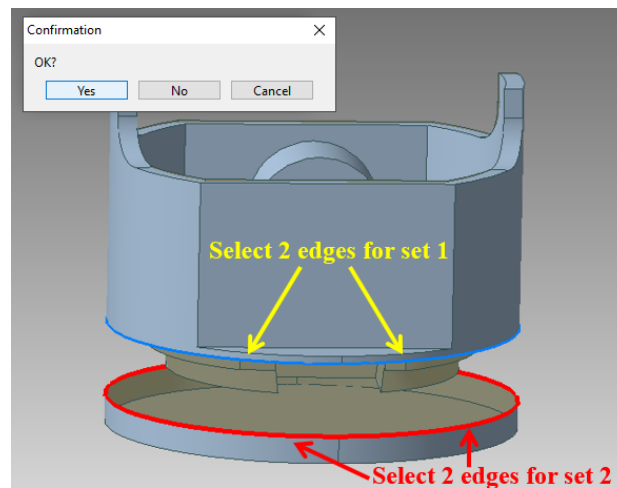 Confirmation
OK?
Yes No Cancel
Select 2 edges for set 1
Select 2 edges for set 2